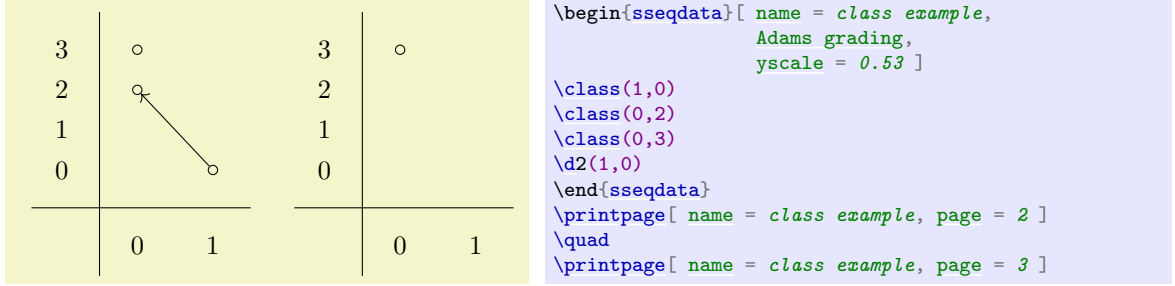 3
2
1
0
0 1
3
2
1
0
0 1
\begin{sseqdata}[ name = class example,
Adams grading,
yscale = 0.53 ]
\class(1,0)
\class(0,2)
\class(0,3)
\d2(1,0)
\end{sseqdata}
\printpage[ name = class example, page = 2 ]
\quad
\printpage[ name = class example, page = 3 ]